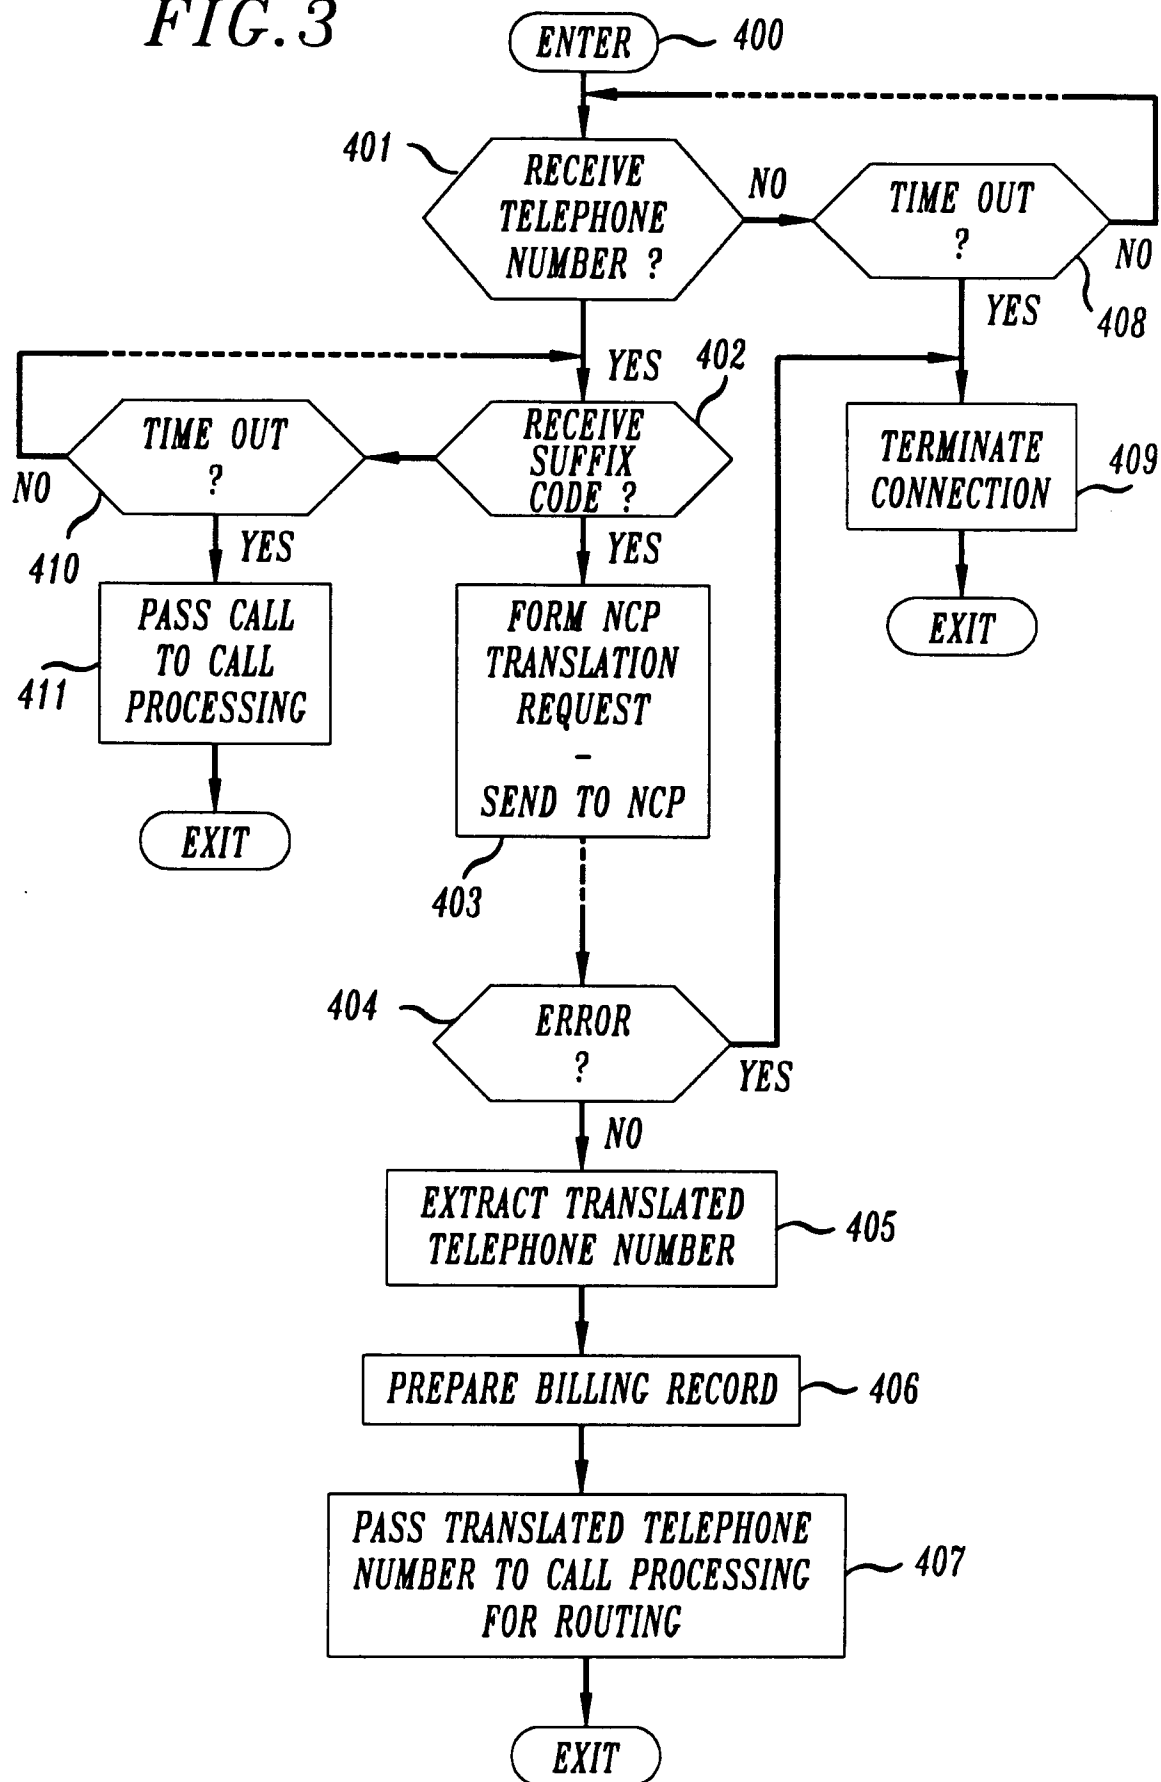 FIG. 3
ENTER
400
401
RECEIVE
TELEPHONE
NUMBER ?
NO
TIME OUT
?
NO
408
YES
YES
402
TIME OUT
?
NO
410
RECEIVE
SUFFIX
CODE ?
TERMINATE
CONNECTION
409
YES
YES
PASS CALL
TO CALL
PROCESSING
411
FORM NCP
TRANSLATION
REQUEST
-
SEND TO NCP
403
EXIT
EXIT
404
ERROR
?
YES
NO
EXTRACT TRANSLATED
TELEPHONE NUMBER
405
PREPARE BILLING RECORD
406
PASS TRANSLATED TELEPHONE
NUMBER TO CALL PROCESSING
FOR ROUTING
407
EXIT